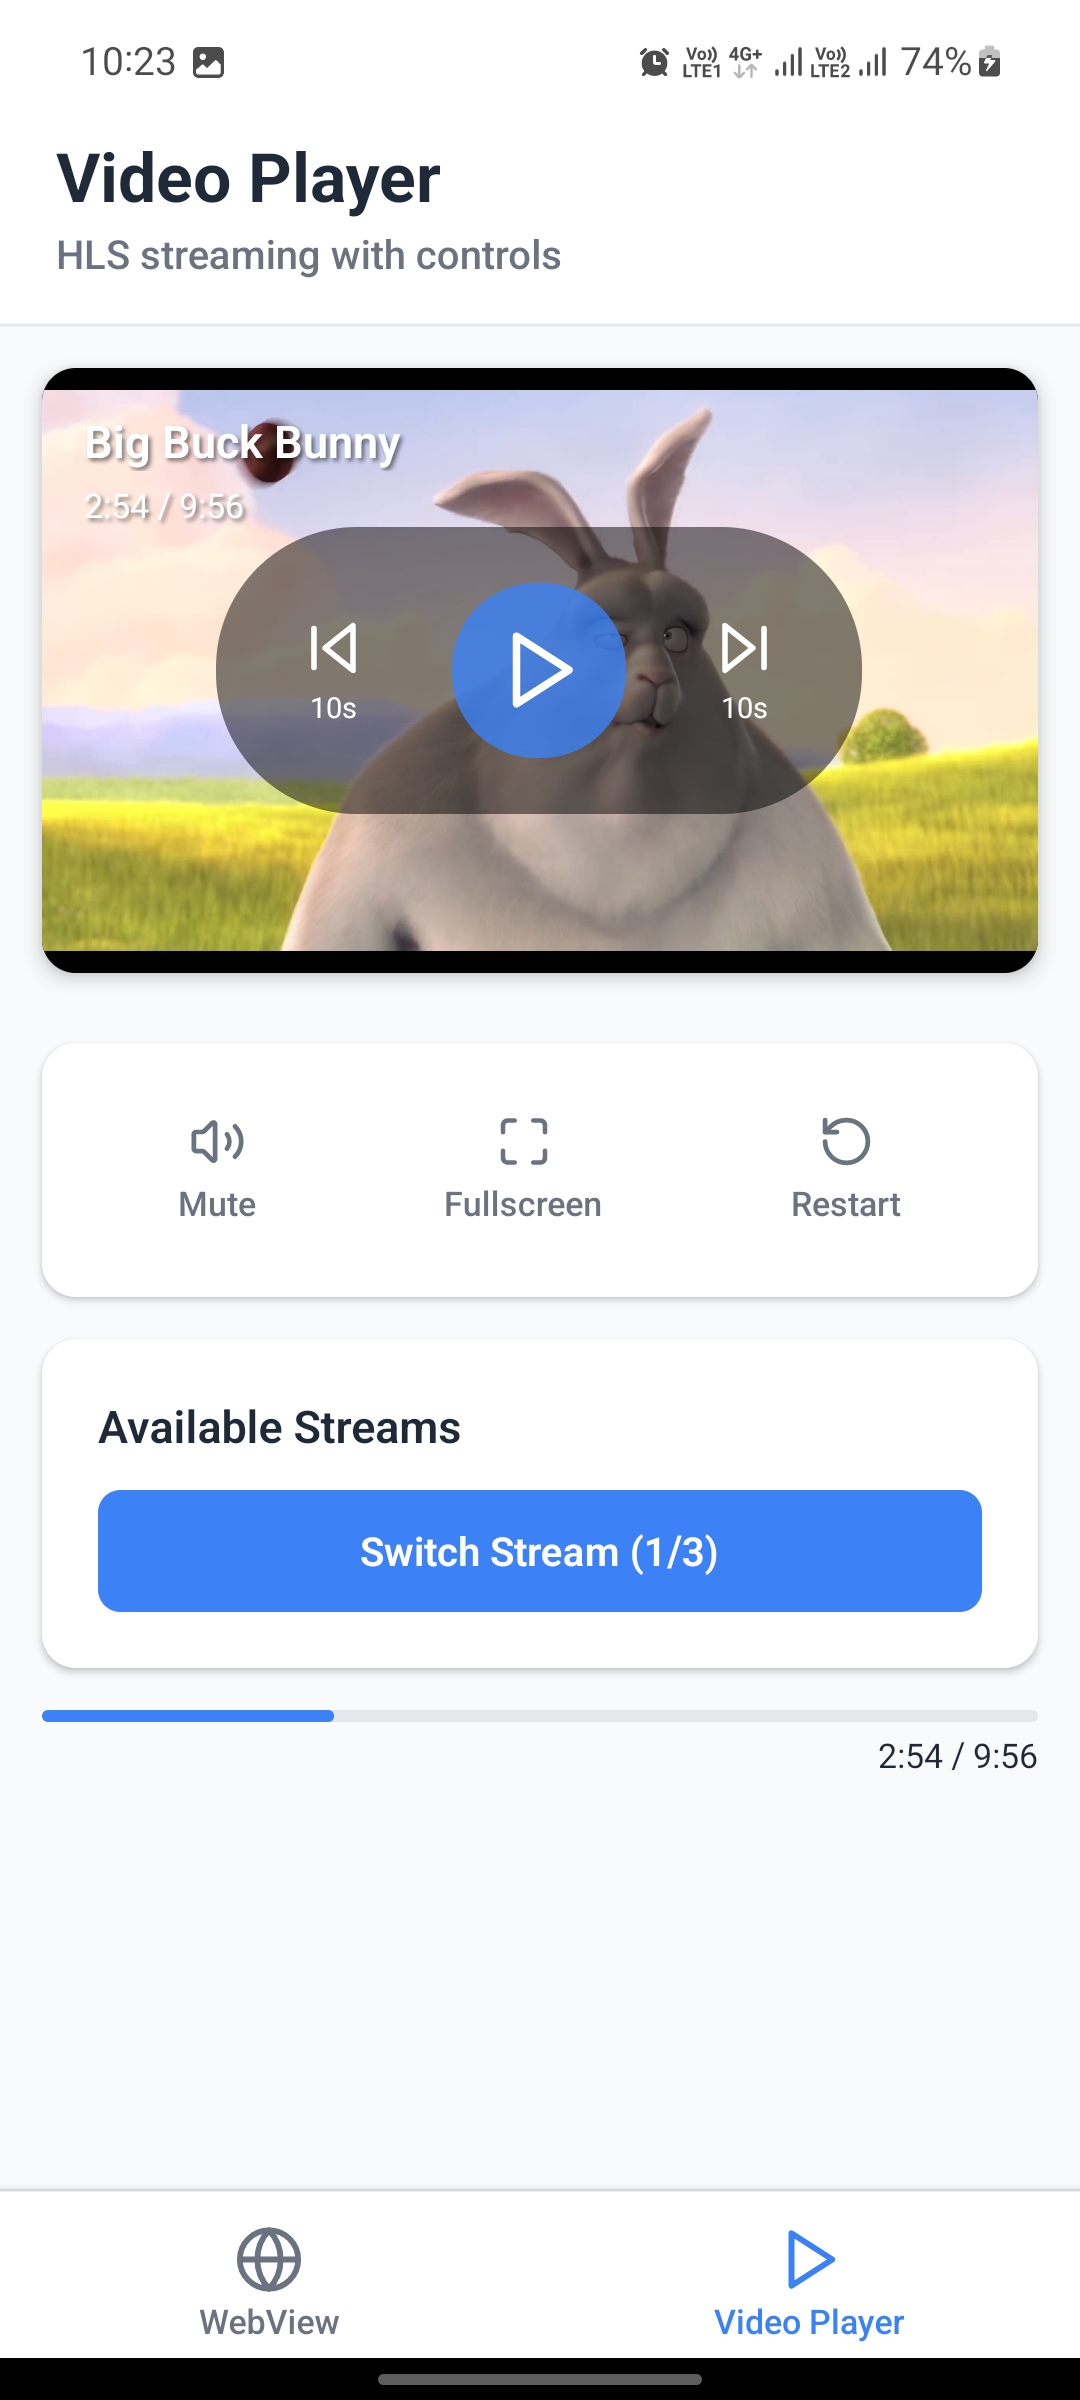 10:23
Vo)) LTE1 4G+ Vo)) LTE2 74%
Video Player
HLS streaming with controls
Big Buck Bunny
2:54 / 9:56
10s
10s
Mute
Fullscreen
Restart
Available Streams
Switch Stream (1/3)
2:54 / 9:56
WebView
Video Player